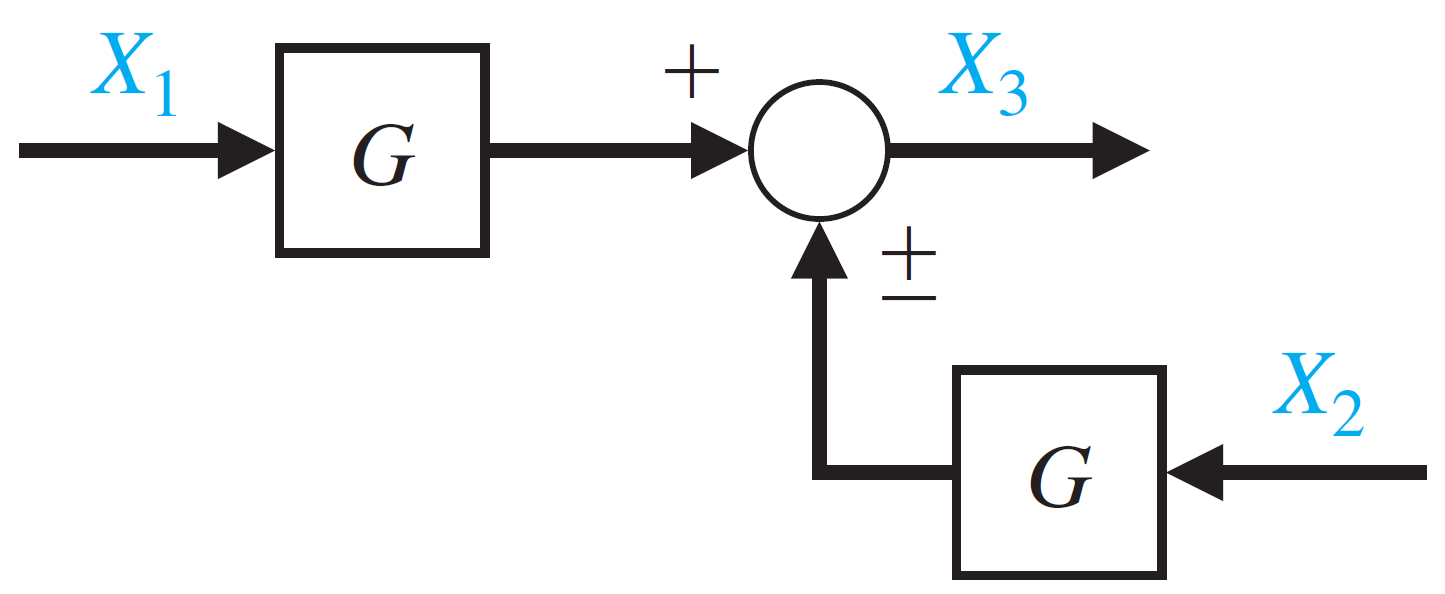 X₁
G
+
X₃
±
G
X₂